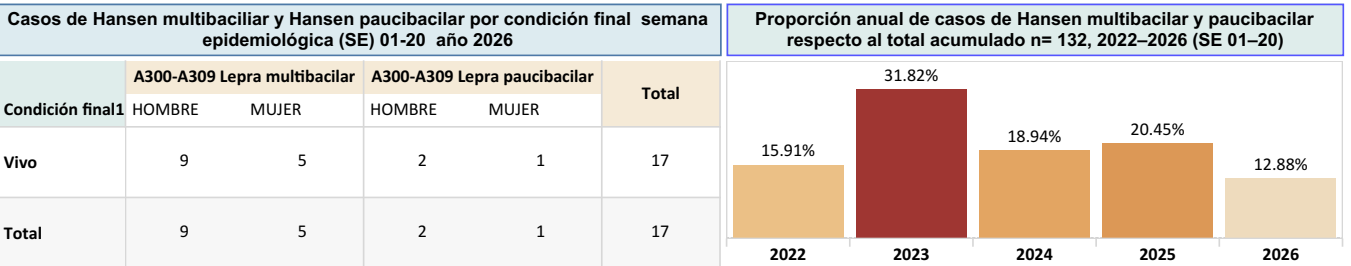 Casos de Hansen multibaciliar y Hansen paucibacilar por condición final  semana
epidemiológica (SE) 01-20  año 2026
Condición final1 A300-A309 Lepra multibacilar A300-A309 Lepra paucibacilar Total
HOMBRE MUJER HOMBRE MUJER
Vivo 9 5 2 1 17
Total 9 5 2 1 17
Proporción anual de casos de Hansen multibacilar y paucibacilar
respecto al total acumulado n= 132, 2022–2026 (SE 01–20)
15.91% 31.82% 18.94% 20.45% 12.88%
2022 2023 2024 2025 2026